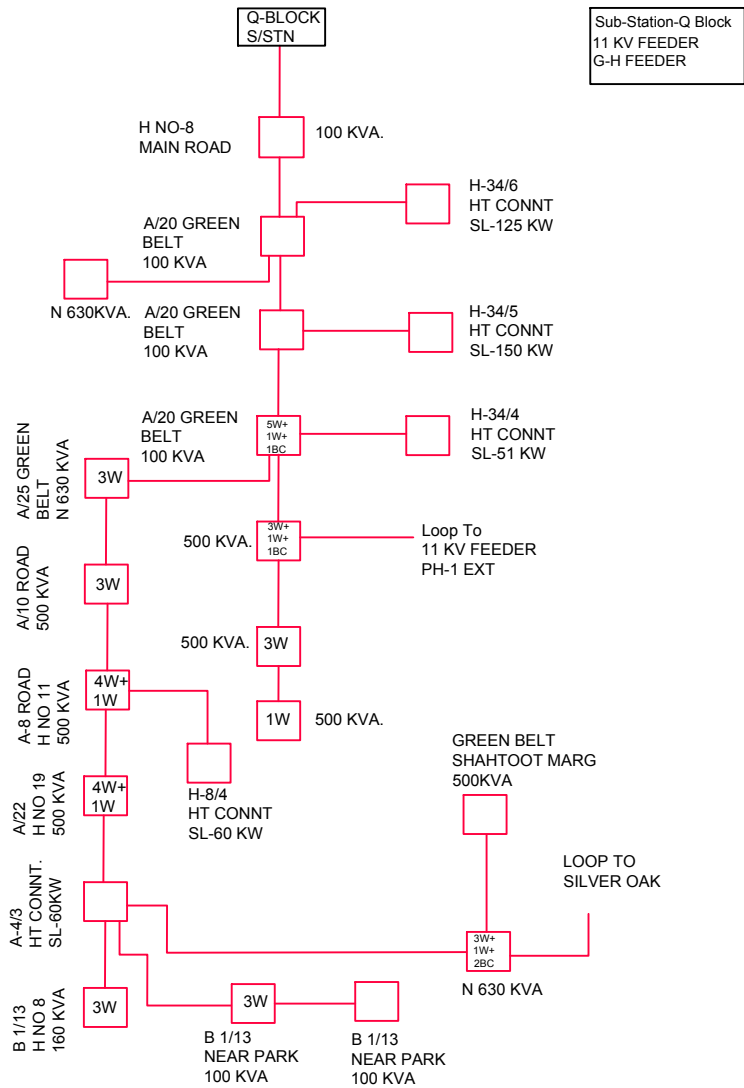 Q-BLOCK
S/STN
Sub-Station-Q Block
11 KV FEEDER
G-H FEEDER
H NO-8
MAIN ROAD
100 KVA.
H-34/6
HT CONNT
SL-125 KW
A/20 GREEN
BELT
100 KVA
N 630KVA.
A/20 GREEN
BELT
100 KVA
H-34/5
HT CONNT
SL-150 KW
A/20 GREEN
BELT
100 KVA
5W+
1W+
1BC
H-34/4
HT CONNT
SL-51 KW
A/25 GREEN
BELT
N 630 KVA
3W
500 KVA.
3W+
1W+
1BC
Loop To
11 KV FEEDER
PH-1 EXT
A/10 ROAD
500 KVA
3W
500 KVA.
3W
A-8 ROAD
H NO 11
500 KVA
4W+
1W
1W
500 KVA.
H-8/4
HT CONNT
SL-60 KW
GREEN BELT
SHAHTOOT MARG
500KVA
A/22
H NO 19
500 KVA
4W+
1W
LOOP TO
SILVER OAK
A-4/3
HT CONNT.
SL-60KW
3W+
1W+
2BC
N 630 KVA
B 1/13
H NO 8
160 KVA
3W
3W
B 1/13
NEAR PARK
100 KVA
B 1/13
NEAR PARK
100 KVA